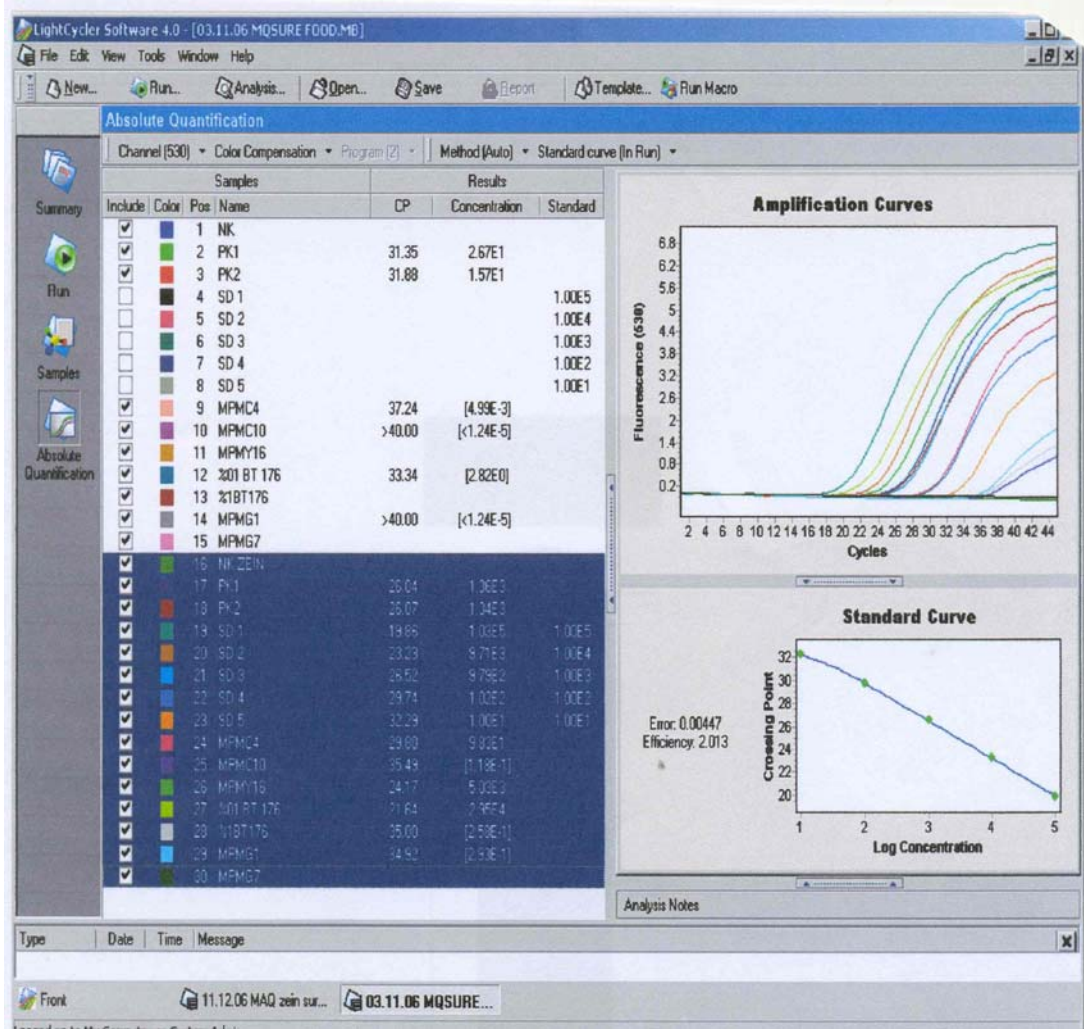 LightCycler Software 4.0 - [03.11.06 MQSURE FOOD.MB]
File Edit View Tools Window Help
New... Run... Analysis... Open... Save Report Template... Run Macro
Absolute Quantification
Channel (530) Color Compensation Program (2) Method (Auto) Standard curve (In Run)
Summary
Run
Samples
Absolute Quantification
Samples Results
Include Color Pos Name CP Concentration Standard
1 NK
2 PK1 31.35 2.67E1
3 PK2 31.88 1.57E1
4 SD 1 1.00E5
5 SD 2 1.00E4
6 SD 3 1.00E3
7 SD 4 1.00E2
8 SD 5 1.00E1
9 MPMC4 37.24 [4.99E-3]
10 MPMC10 >40.00 [<1.24E-5]
11 MPMY16
12 %01 BT 176 33.34 [2.82E0]
13 %1BT176
14 MPMG1 >40.00 [<1.24E-5]
15 MPMG7
16 NK ZEIN
17 PK1 26.04 1.36E3
18 PK2 26.07 1.34E3
19 SD 1 19.86 1.03E5 1.00E5
20 SD 2 23.23 9.71E3 1.00E4
21 SD 3 26.52 9.79E2 1.00E3
22 SD 4 29.74 1.02E2 1.00E2
23 SD 5 32.29 1.00E1 1.00E1
24 MPMC4 29.80
25 MPMC10 35.49 [1.18E-1]
26 MPMY16 24.17 5.03E3
27 %01 BT 176 21.64 2.95E4
28 %1BT176 35.00 [2.58E-1]
29 MPMG1 34.92 [2.93E-1]
30 MPMG7
Amplification Curves
Fluorescence (530)
6.8
6.2
5.6
5
4.4
3.8
3.2
2.6
2
1.4
0.8
0.2
2 4 6 8 10 12 14 16 18 20 22 24 26 28 30 32 34 36 38 40 42 44
Cycles
Standard Curve
Error: 0.00447
Efficiency: 2.013
Crossing Point
32
30
28
26
24
22
20
1 2 3 4 5
Log Concentration
Analysis Notes
Type Date Time Message
Front 11.12.06 MAQ zein sur... 03.11.06 MQSURE...